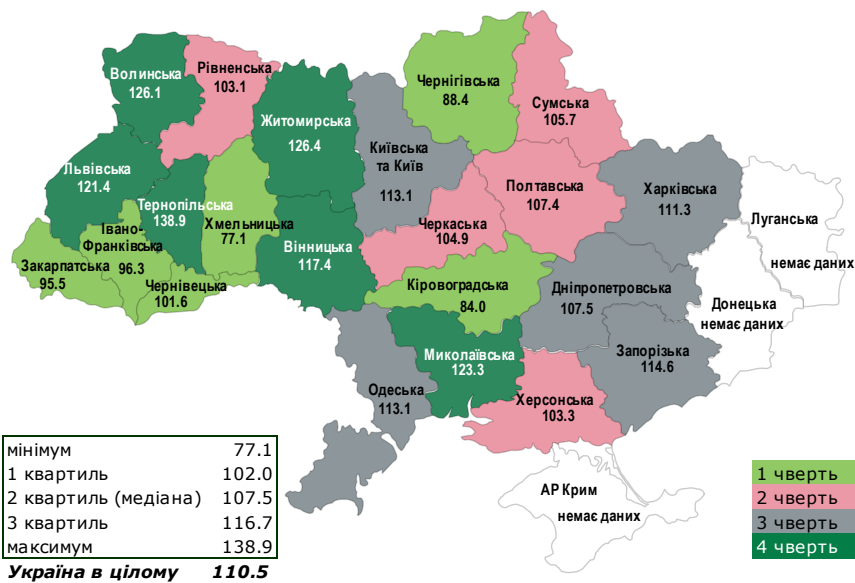 Волинська
126.1
Рівненська
103.1
Житомирська
126.4
Чернігівська
88.4
Сумська
105.7
Київська
та Київ
113.1
Львівська
121.4
Тернопільська
138.9
Хмельницька
77.1
Вінницька
117.4
Черкаська
104.9
Полтавська
107.4
Харківська
111.3
Луганська
немає даних
Івано-
Франківська
96.3
Закарпатська
95.5
Чернівецька
101.6
Кіровоградська
84.0
Дніпропетровська
107.5
Донецька
немає даних
Миколаївська
123.3
Запорізька
114.6
Одеська
113.1
Херсонська
103.3
АР Крим
немає даних
мінімум 77.1
1 квартиль 102.0
2 квартиль (медіана) 107.5
3 квартиль 116.7
максимум 138.9
Україна в цілому 110.5
1 чверть
2 чверть
3 чверть
4 чверть